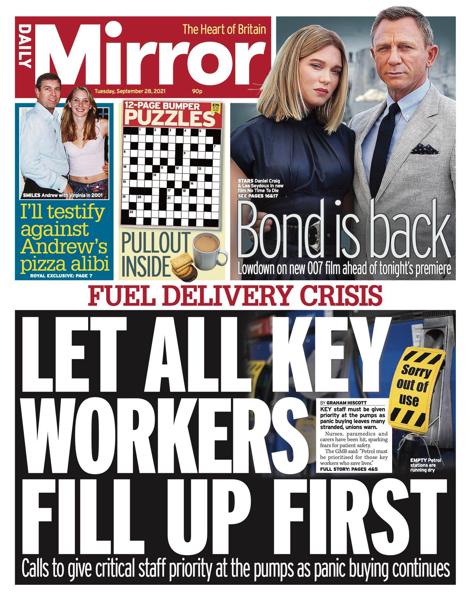 DAILY
Mirror
The Heart of Britain
Tuesday, September 28, 2021
90p
SMILES Andrew with Virginia in 2001
I'll testify
against
Andrew's
pizza alibi
ROYAL EXCLUSIVE: PAGE 7
12-PAGE BUMPER
PUZZLES
PULLOUT
INSIDE
STARS Daniel Craig
& Lea Seydoux in new
film No Time To Die
SEE PAGES 16&17
Bond is back
Lowdown on new 007 film ahead of tonight's premiere
FUEL DELIVERY CRISIS
LET ALL KEY
WORKERS
FILL UP FIRST
BY GRAHAM HISCOTT
KEY staff must be given
priority at the pumps as
panic buying leaves many
stranded, unions warn.
Nurses, paramedics and
carers have been hit, sparking
fears for patient safety.
The GMB said: "Petrol must
be prioritised for those key
workers who save lives."
FULL STORY: PAGES 4&5
Sorry
out of
use
EMPTY Petrol
stations are
running dry
Calls to give critical staff priority at the pumps as panic buying continues